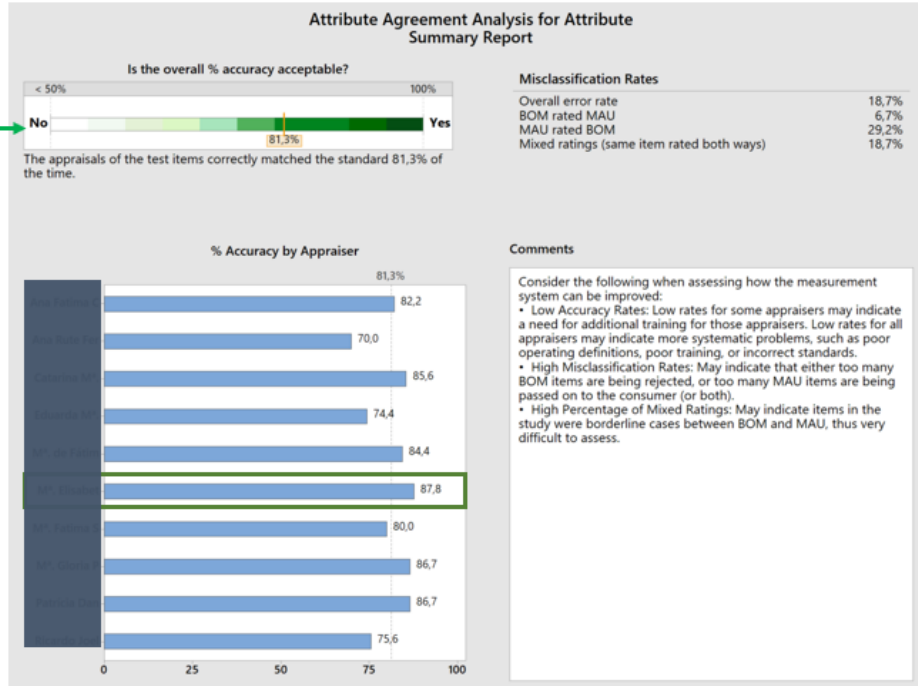 Attribute Agreement Analysis for Attribute
Summary Report
Is the overall % accuracy acceptable?
< 50%
100%
No
Yes
81,3%
The appraisals of the test items correctly matched the standard 81,3% of
the time.
Misclassification Rates
Overall error rate 18,7%
BOM rated MAU 6,7%
MAU rated BOM 29,2%
Mixed ratings (same item rated both ways) 18,7%
% Accuracy by Appraiser
81,3%
82,2
70,0
85,6
74,4
84,4
87,8
80,0
86,7
86,7
75,6
0 25 50 75 100
Comments
Consider the following when assessing how the measurement
system can be improved:
• Low Accuracy Rates: Low rates for some appraisers may indicate
a need for additional training for those appraisers. Low rates for all
appraisers may indicate more systematic problems, such as poor
operating definitions, poor training, or incorrect standards.
• High Misclassification Rates: May indicate that either too many
BOM items are being rejected, or too many MAU items are being
passed on to the consumer (or both).
• High Percentage of Mixed Ratings: May indicate items in the
study were borderline cases between BOM and MAU, thus very
difficult to assess.